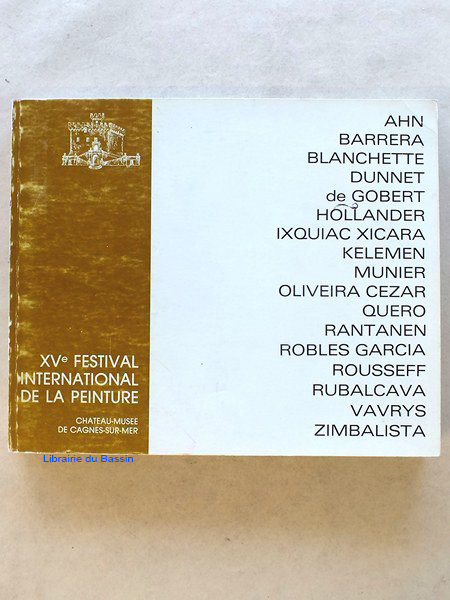 XVe FESTIVAL
INTERNATIONAL
DE LA PEINTURE
CHATEAU-MUSEE
DE CAGNES-SUR-MER
AHN
BARRERA
BLANCHETTE
DUNNET
de GOBERT
HOLLANDER
IXQUIAC XICARA
KELEMEN
MUNIER
OLIVEIRA CEZAR
QUERO
RANTANEN
ROBLES GARCIA
ROUSSEFF
RUBALCAVA
VAVRYS
ZIMBALISTA
Librairie du Bassin